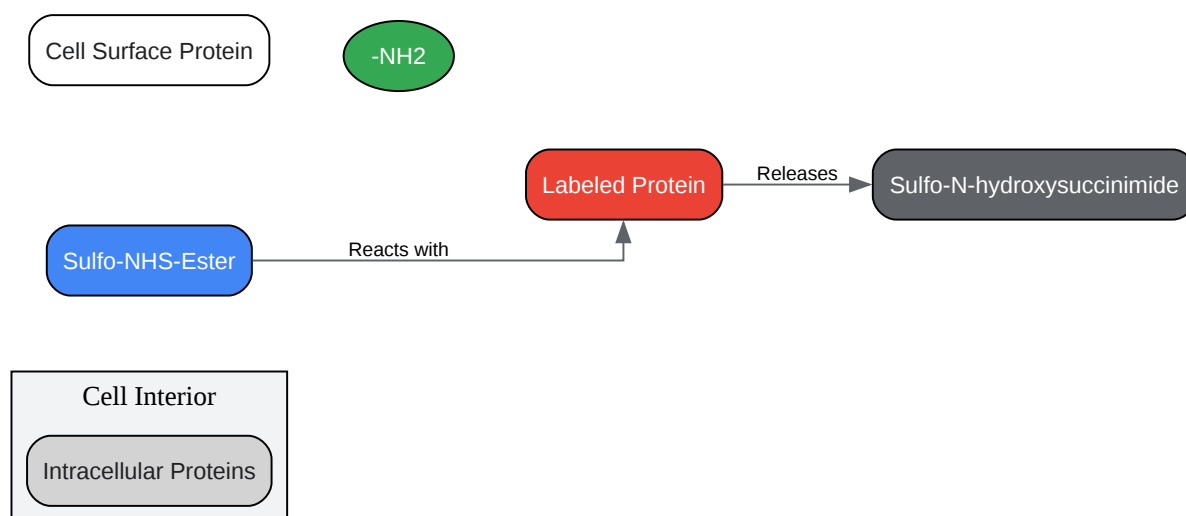 Cell Surface Protein
-NH2
Labeled Protein
Releases
Sulfo-N-hydroxysuccinimide
Sulfo-NHS-Ester
Reacts with
Cell Interior
Intracellular Proteins